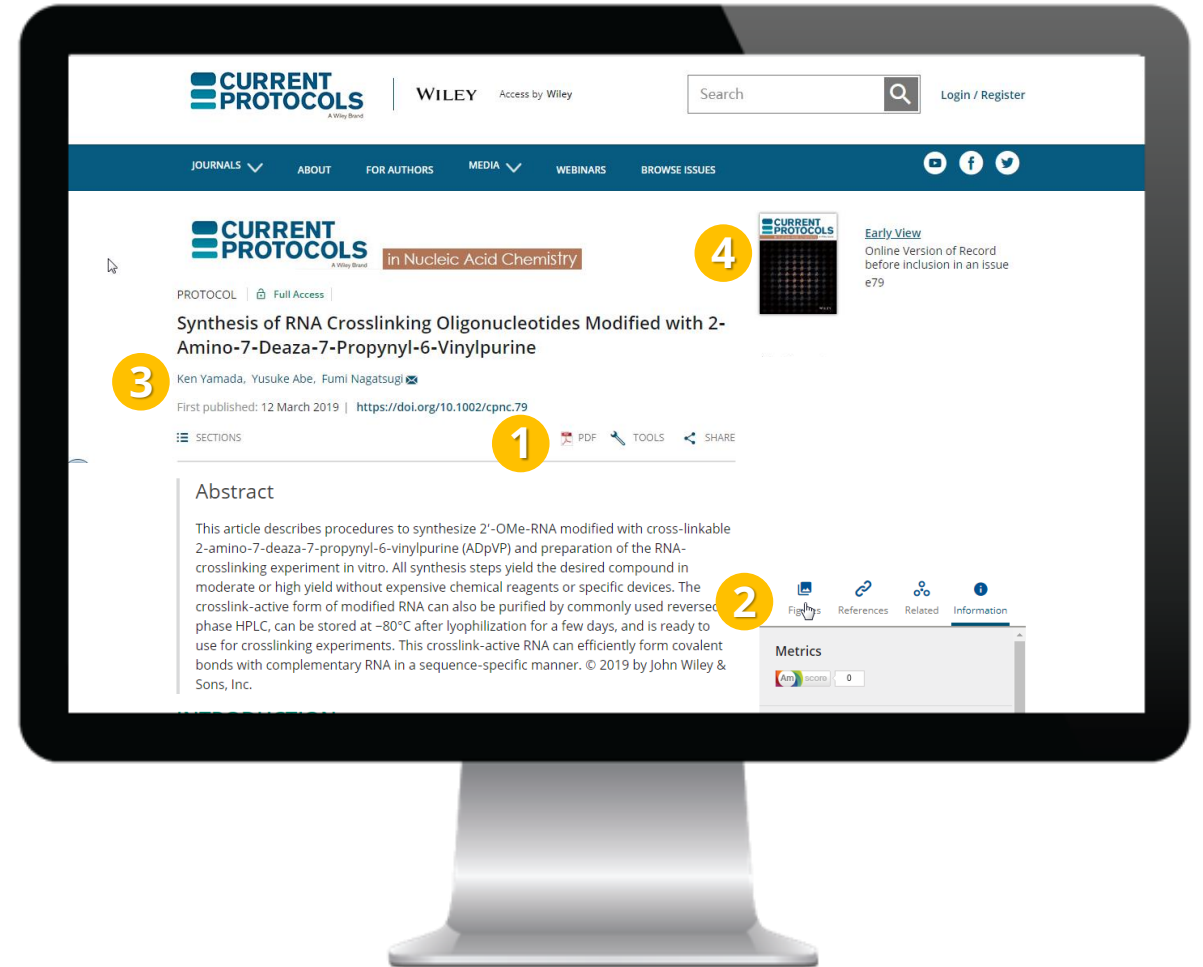 CURRENT
PROTOCOLS
A Wiley Brand
WILEY
Access by Wiley
Search
Login / Register
JOURNALS
ABOUT
FOR AUTHORS
MEDIA
WEBINARS
BROWSE ISSUES
CURRENT
PROTOCOLS
A Wiley Brand
in Nucleic Acid Chemistry
PROTOCOL
Full Access
Synthesis of RNA Crosslinking Oligonucleotides Modified with 2-
Amino-7-Deaza-7-Propynyl-6-Vinylpurine
3
Ken Yamada, Yusuke Abe, Fumi Nagatsugi
First published: 12 March 2019 | https://doi.org/10.1002/cpnc.79
SECTIONS
1
PDF
TOOLS
SHARE
Abstract
This article describes procedures to synthesize 2′-OMe-RNA modified with cross-linkable
2-amino-7-deaza-7-propynyl-6-vinylpurine (ADpVP) and preparation of the RNA-
crosslinking experiment in vitro. All synthesis steps yield the desired compound in
moderate or high yield without expensive chemical reagents or specific devices. The
crosslink-active form of modified RNA can also be purified by commonly used reversed
phase HPLC, can be stored at −80°C after lyophilization for a few days, and is ready to
use for crosslinking experiments. This crosslink-active RNA can efficiently form covalent
bonds with complementary RNA in a sequence-specific manner. © 2019 by John Wiley &
Sons, Inc.
INTRODUCTION
4
CURRENT
PROTOCOLS
WILEY
Early View
Online Version of Record
before inclusion in an issue
e79
2
Figures
References
Related
Information
Metrics
Am score 0